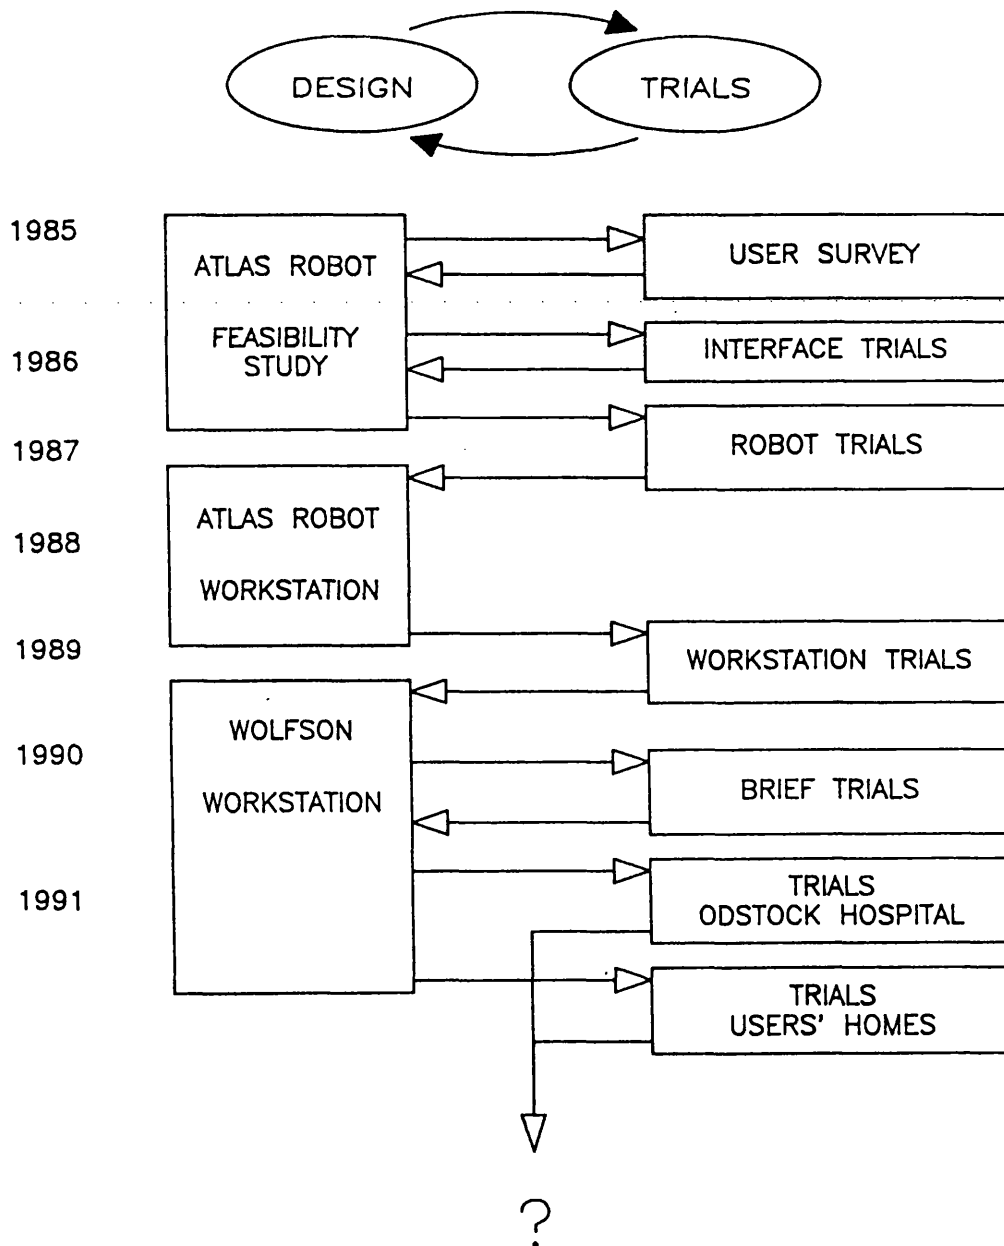 DESIGN
TRIALS
1985
ATLAS ROBOT
USER SURVEY
FEASIBILITY
STUDY
1986
INTERFACE TRIALS
1987
ROBOT TRIALS
ATLAS ROBOT
1988
WORKSTATION
1989
WORKSTATION TRIALS
WOLFSON
1990
WORKSTATION
BRIEF TRIALS
1991
TRIALS
ODSTOCK HOSPITAL
TRIALS
USERS' HOMES
?